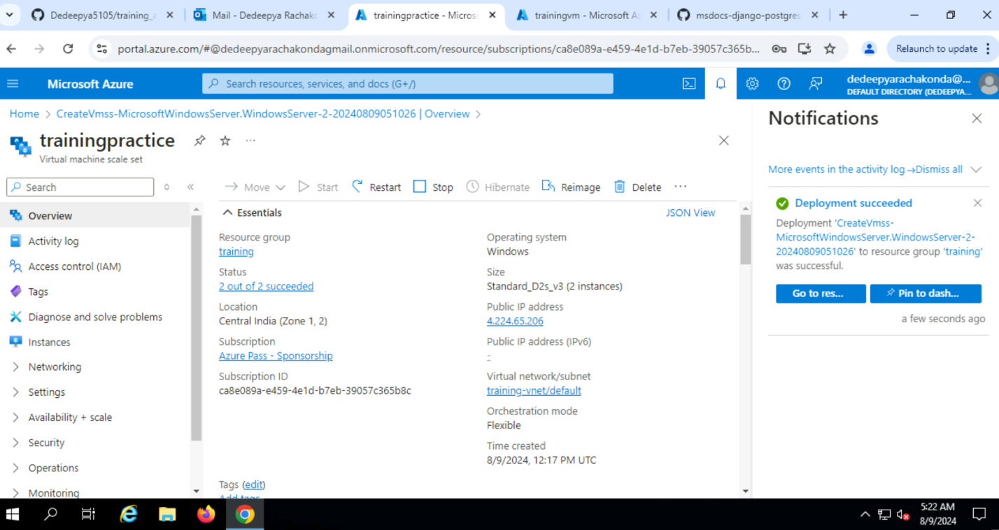 Dedeepya5105/training_a
Mail - Dedeepya Rachako
trainingpractice - Micros
trainingvm - Microsoft Az
msdocs-django-postgres
portal.azure.com/#@dedeepyarachakondagmail.onmicrosoft.com/resource/subscriptions/ca8e089a-e459-4e1d-b7eb-39057c365b...
Relaunch to update
Microsoft Azure
Search resources, services, and docs (G+/)
dedeepyarachakonda@...
DEFAULT DIRECTORY (DEDEEPYA...
Home > CreateVmss-MicrosoftWindowsServer.WindowsServer-2-20240809051026 | Overview >
trainingpractice
Virtual machine scale set
Search
Move
Start
Restart
Stop
Hibernate
Reimage
Delete
Overview
Activity log
Access control (IAM)
Tags
Diagnose and solve problems
Instances
Networking
Settings
Availability + scale
Security
Operations
Monitoring
Essentials
JSON View
Resource group
training
Status
2 out of 2 succeeded
Location
Central India (Zone 1, 2)
Subscription
Azure Pass - Sponsorship
Subscription ID
ca8e089a-e459-4e1d-b7eb-39057c365b8c
Operating system
Windows
Size
Standard_D2s_v3 (2 instances)
Public IP address
4.224.65.206
Public IP address (IPv6)
-
Virtual network/subnet
training-vnet/default
Orchestration mode
Flexible
Time created
8/9/2024, 12:17 PM UTC
Tags (edit)
Add tags
Notifications
More events in the activity log →
Dismiss all
Deployment succeeded
Deployment 'CreateVmss-
MicrosoftWindowsServer.WindowsServer-2-
20240809051026' to resource group 'training'
was successful.
Go to res...
Pin to dash...
a few seconds ago
5:22 AM
8/9/2024